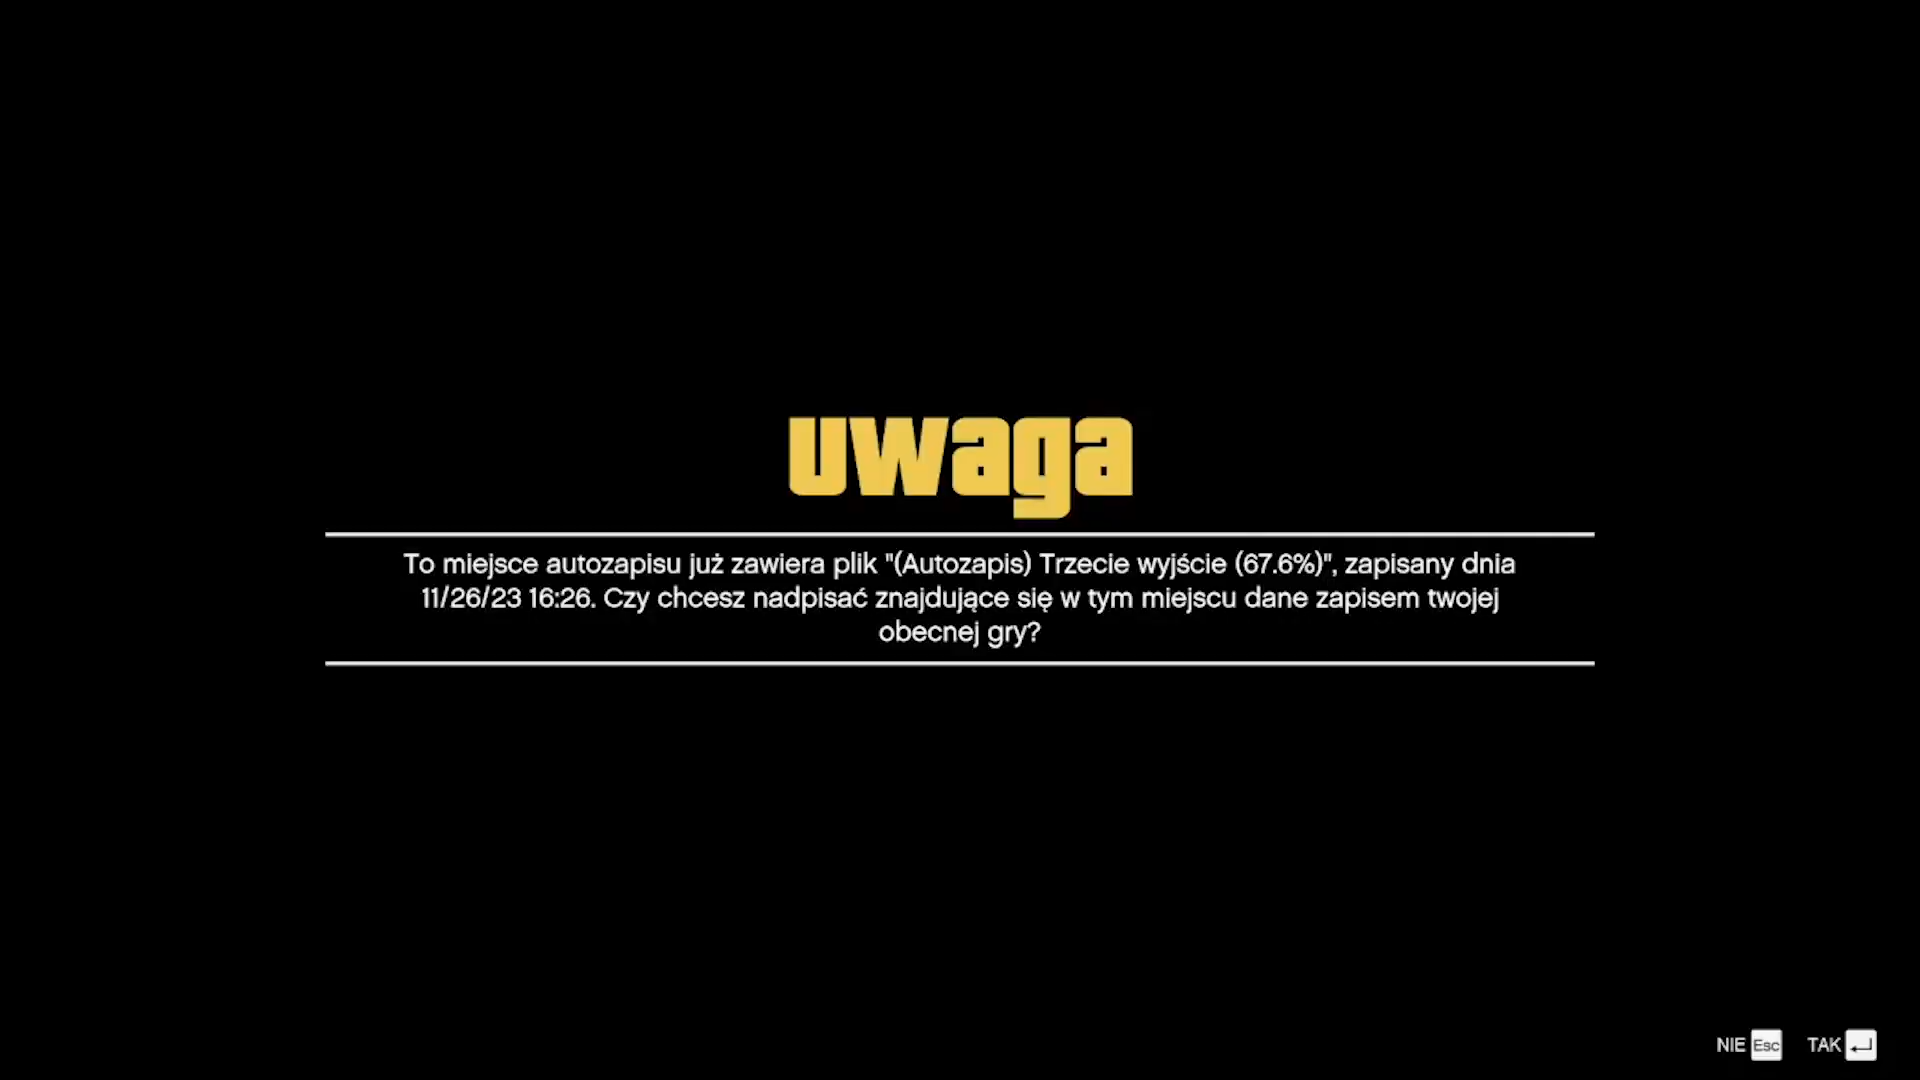 uwaga
To miejsce autozapisu już zawiera plik "(Autozapis) Trzecie wyjście (67.6%)", zapisany dnia
11/26/23 16:26. Czy chcesz nadpisać znajdujące się w tym miejscu dane zapisem twojej
obecnej gry?
NIE Esc TAK